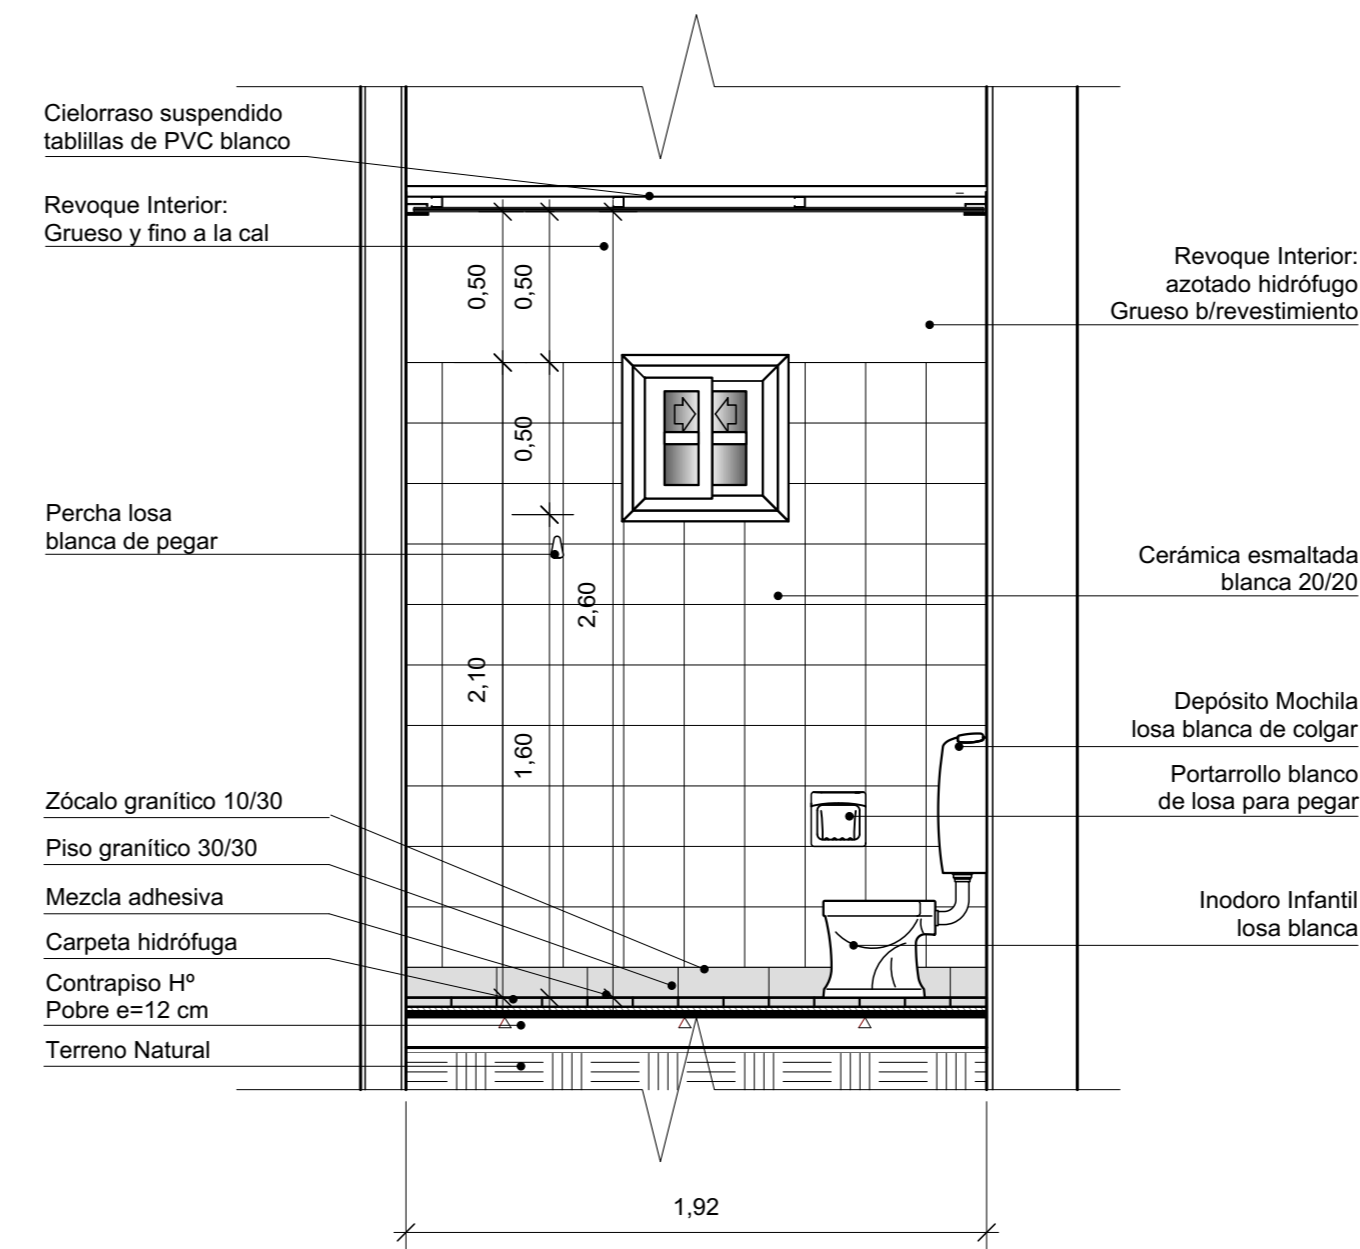 Cielorraso suspendido
tablillas de PVC blanco
Revoque Interior:
Grueso y fino a la cal
Revoque Interior:
azotado hidrófugo
Grueso b/revestimiento
0,50
0,50
0,50
Percha losa
blanca de pegar
Cerámica esmaltada
blanca 20/20
2,60
2,10
1,60
Depósito Mochila
losa blanca de colgar
Portarrollo blanco
de losa para pegar
Zócalo granítico 10/30
Piso granítico 30/30
Mezcla adhesiva
Inodoro Infantil
losa blanca
Carpeta hidrófuga
Contrapiso Hº
Pobre e=12 cm
Terreno Natural
1,92